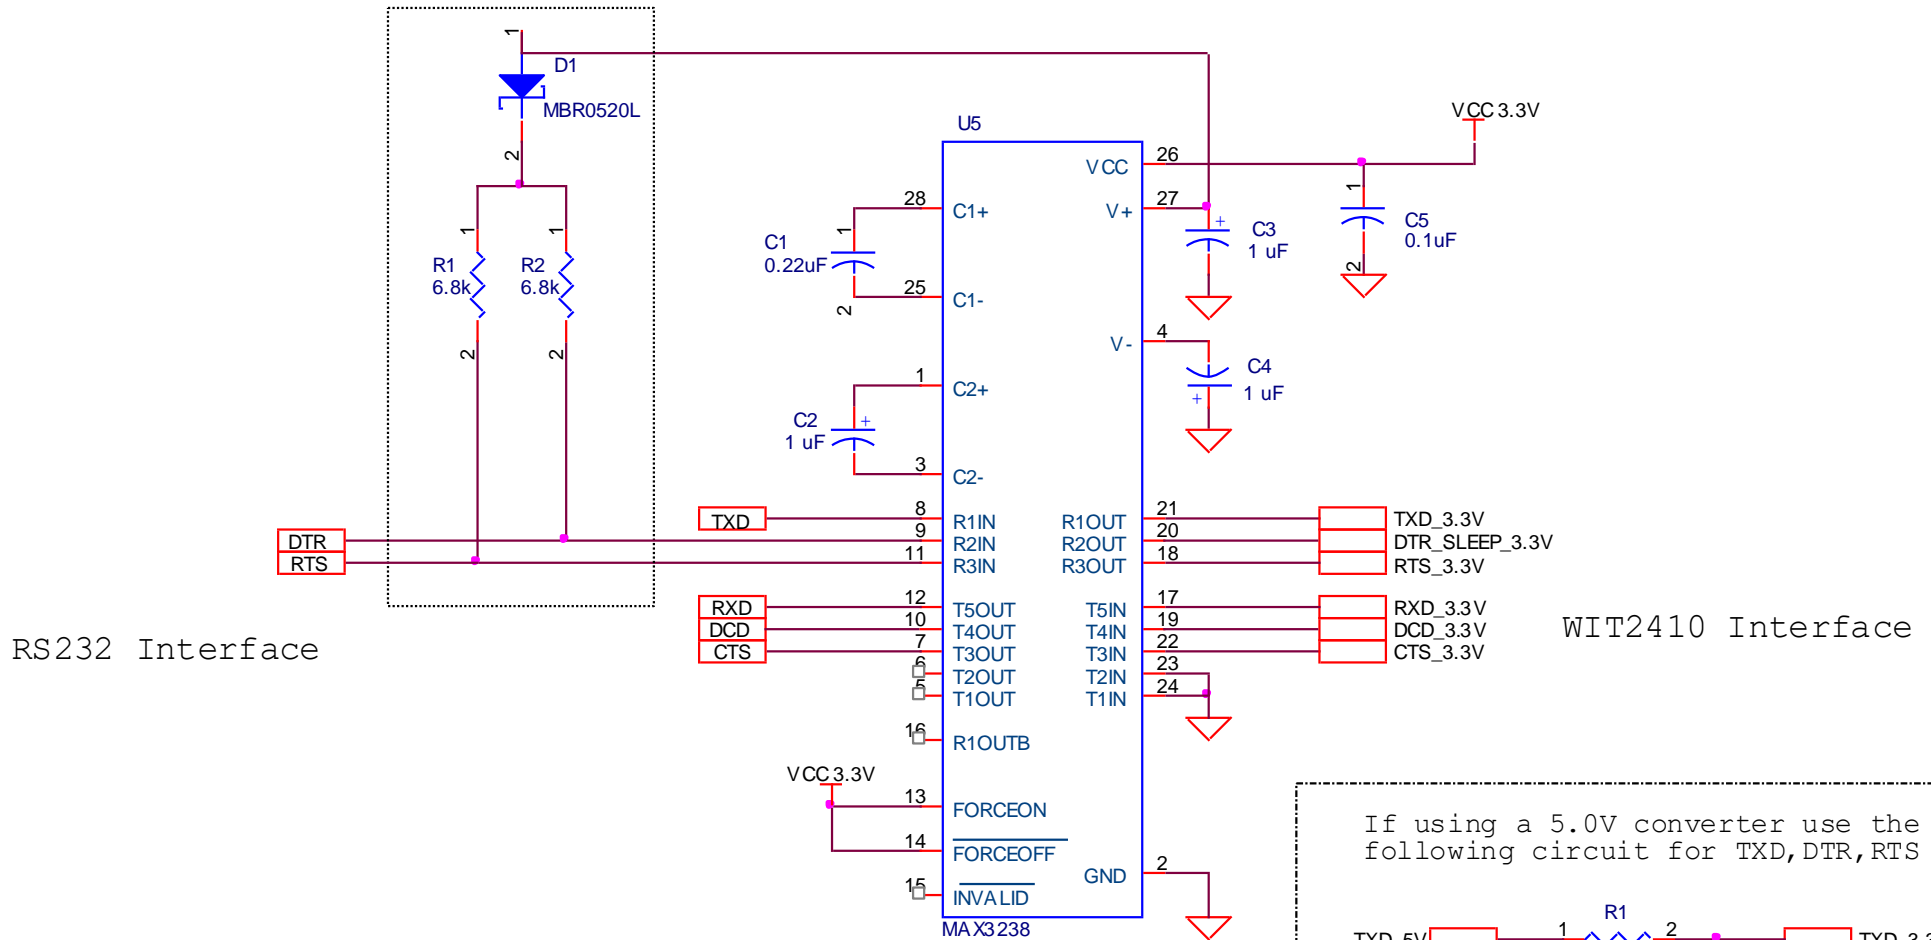 1
D1
MBR0520L
2
1
R1
6.8k
2
1
R2
6.8k
2
U5
VCC 26
VCC3.3V
28 C1+
V+ 27
C3
1 uF
+
1
C5
0.1uF
2
1
C1
0.22uF
2
25 C1-
V- 4
C4
1 uF
+
1 C2+
C2
1 uF
+
3 C2-
TXD 8 R1IN R1OUT 21 TXD_3.3V
DTR 9 R2IN R2OUT 20 DTR_SLEEP_3.3V
RTS 11 R3IN R3OUT 18 RTS_3.3V
RXD 12 T5OUT T5IN 17 RXD_3.3V
DCD 10 T4OUT T4IN 19 DCD_3.3V
CTS 7 T3OUT T3IN 22 CTS_3.3V
6 T2OUT T2IN 23
5 T1OUT T1IN 24
RS232 Interface
WIT2410 Interface
16 R1OUTB
VCC3.3V
13 FORCEON
14 FORCEOFF
15 INVALID
GND 2
MAX3238
If using a 5.0V converter use the
following circuit for TXD,DTR,RTS
R1
TXD_5V 1 2